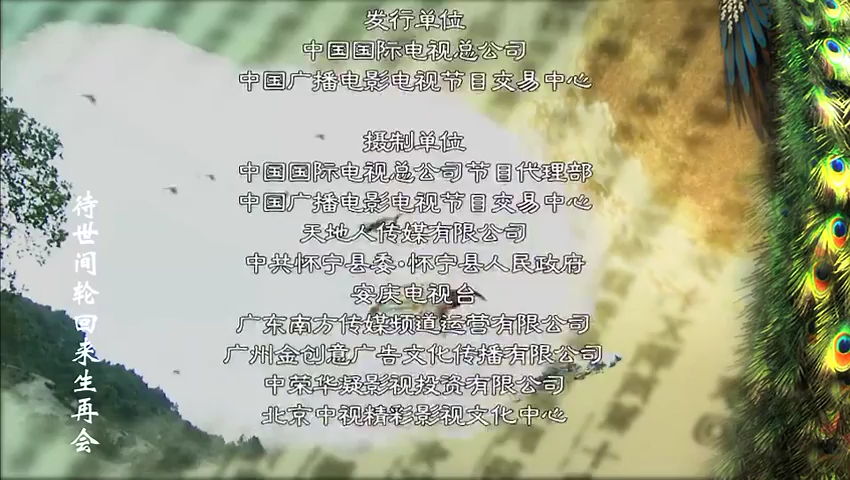 发行单位
中国国际电视总公司
中国广播电影电视节目交易中心
摄制单位
中国国际电视总公司节目代理部
中国广播电影电视节目交易中心
天地人传媒有限公司
中共怀宁县委·怀宁县人民政府
安庆电视台
广东南方传媒频道运营有限公司
广州金创意广告文化传播有限公司
中荣华凝影视投资有限公司
北京中视精彩影视文化中心
待世间轮回来生再会